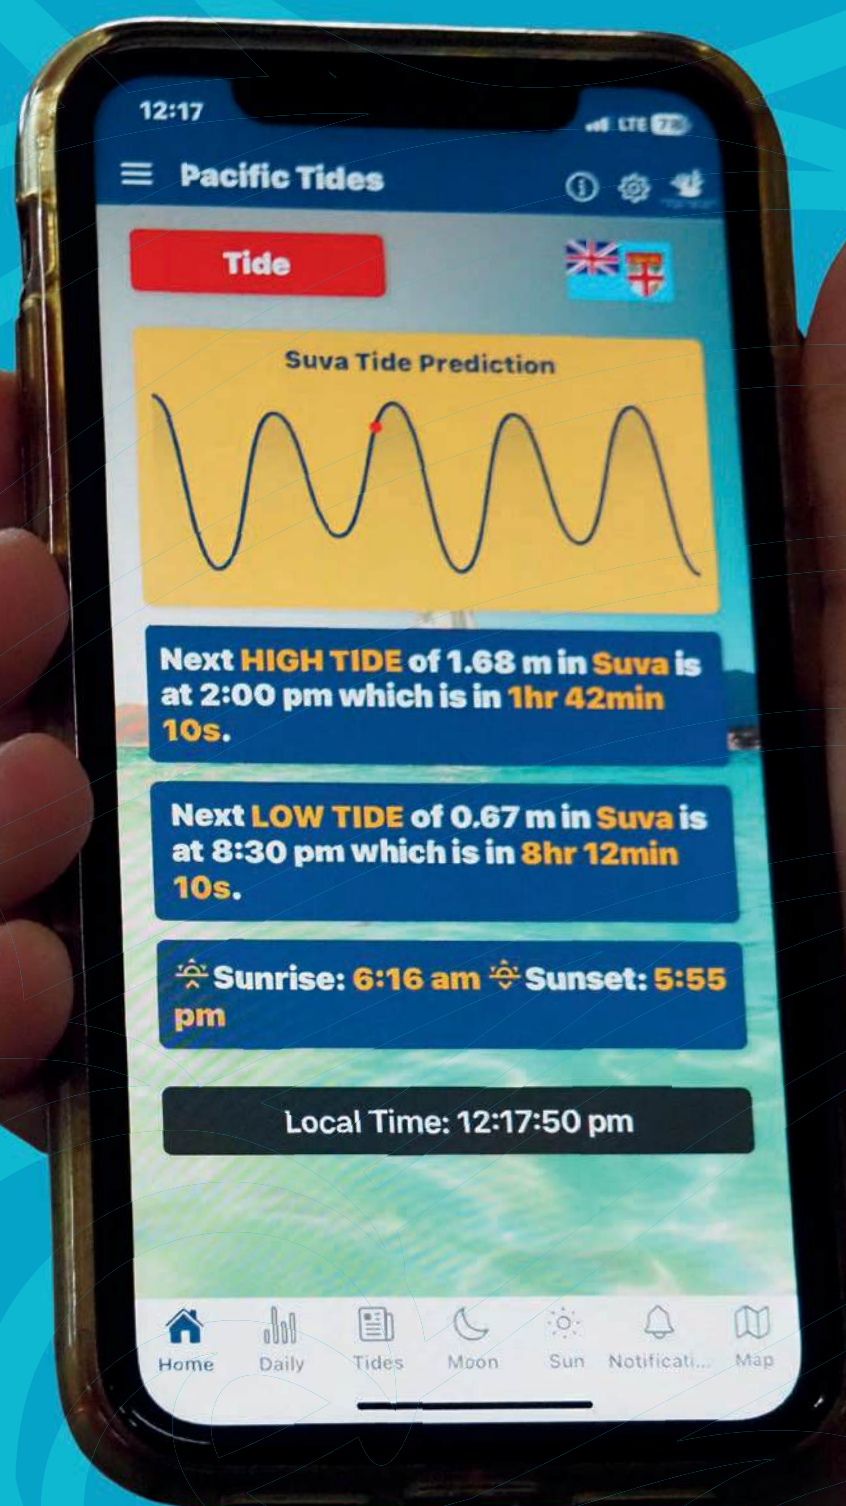 12:17
LTE
Pacific Tides
Tide
Suva Tide Prediction
Next HIGH TIDE of 1.68 m in Suva is
at 2:00 pm which is in 1hr 42min
10s.
Next LOW TIDE of 0.67 m in Suva is
at 8:30 pm which is in 8hr 12min
10s.
Sunrise: 6:16 am Sunset: 5:55
pm
Local Time: 12:17:50 pm
Home Daily Tides Moon Sun Notificati... Map